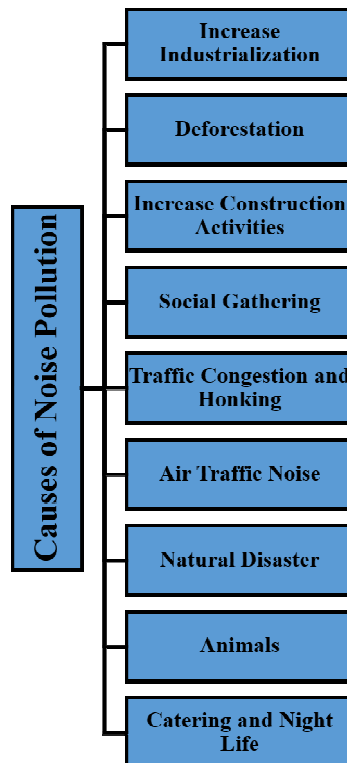 Causes of Noise Pollution
Increase
Industrialization
Deforestation
Increase Construction
Activities
Social Gathering
Traffic Congestion and
Honking
Air Traffic Noise
Natural Disaster
Animals
Catering and Night
Life